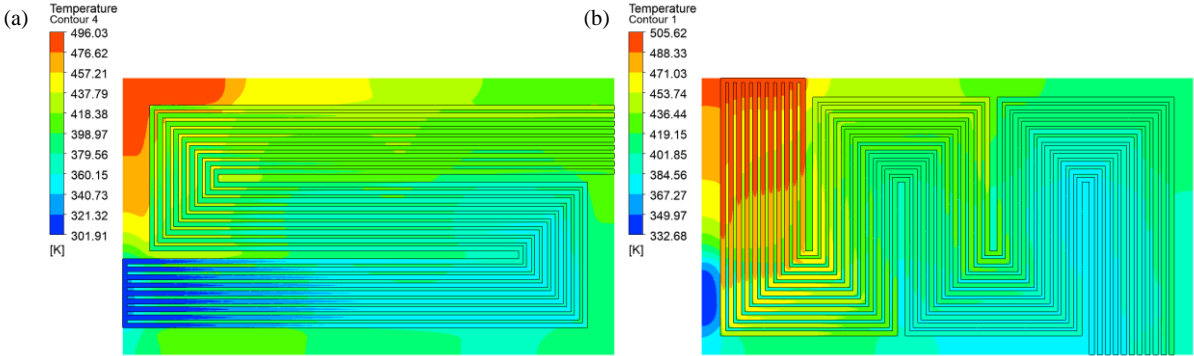 (a)
Temperature
Contour 4
496.03
476.62
457.21
437.79
418.38
398.97
379.56
360.15
340.73
321.32
301.91
[K]
(b)
Temperature
Contour 1
505.62
488.33
471.03
453.74
436.44
419.15
401.85
384.56
367.27
349.97
332.68
[K]